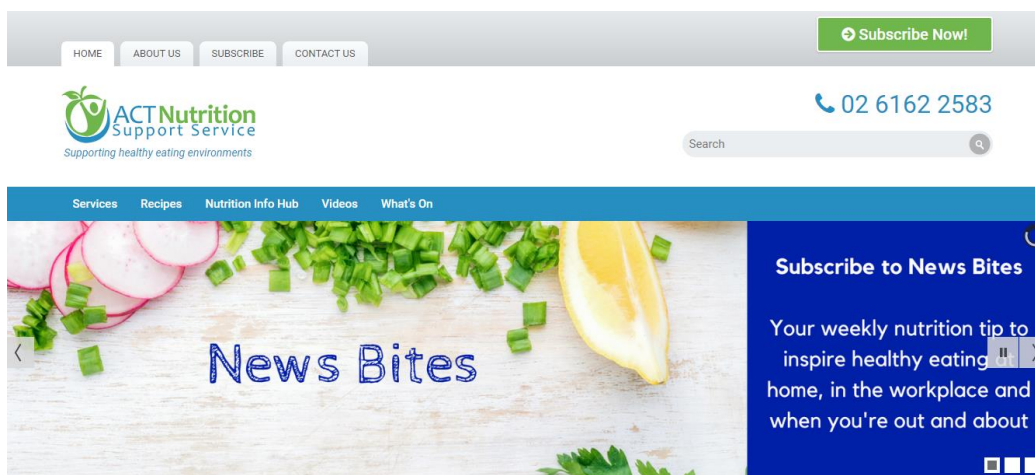 Subscribe Now!
HOME ABOUT US SUBSCRIBE CONTACT US
ACT Nutrition
Support Service
Supporting healthy eating environments
02 6162 2583
Search
Services Recipes Nutrition Info Hub Videos What's On
News Bites
Subscribe to News Bites
Your weekly nutrition tip to
inspire healthy eating at
home, in the workplace and
when you're out and about